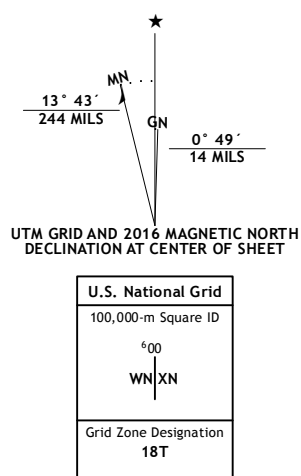 ★
MN
13° 43´
244 MILS
GN
0° 49´
14 MILS
UTM GRID AND 2016 MAGNETIC NORTH
DECLINATION AT CENTER OF SHEET
U.S. National Grid
100,000-m Square ID
⁶00
WN XN
Grid Zone Designation
18T